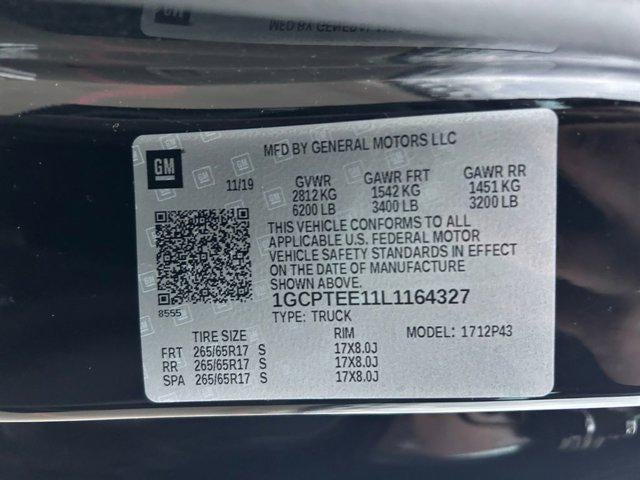 GM
MFD BY GENERAL MOTORS LLC
11/19
GVWR GAWR FRT GAWR RR
2812 KG 1542 KG 1451 KG
6200 LB 3400 LB 3200 LB
THIS VEHICLE CONFORMS TO ALL
APPLICABLE U.S. FEDERAL MOTOR
VEHICLE SAFETY STANDARDS IN EFFECT
ON THE DATE OF MANUFACTURE SHOWN
ABOVE.
1GCPTEE11L1164327
8555
TYPE: TRUCK
TIRE SIZE RIM MODEL: 1712P43
FRT 265/65R17 S 17X8.0J
RR 265/65R17 S 17X8.0J
SPA 265/65R17 S 17X8.0J